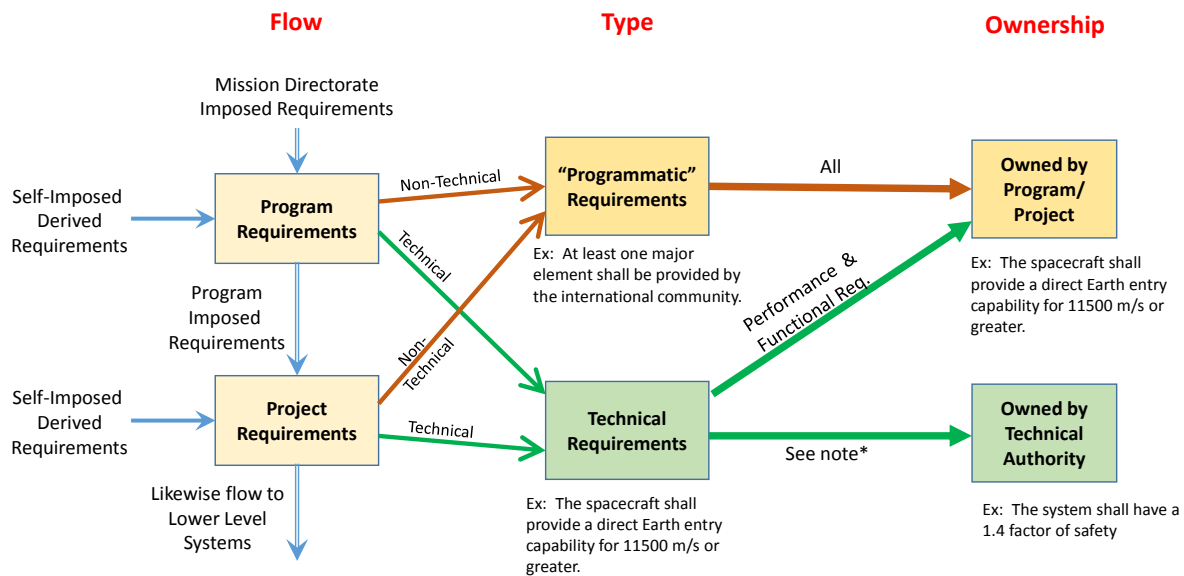 Flow
Type
Ownership
Mission Directorate
Imposed Requirements
Self-Imposed
Derived
Requirements
Program
Requirements
Non-Technical
Technical
“Programmatic”
Requirements
Ex: At least one major
element shall be provided by
the international community.
All
Owned by
Program/
Project
Ex: The spacecraft shall
provide a direct Earth entry
capability for 11500 m/s or
greater.
Program
Imposed
Requirements
Performance &
Functional Req.
Self-Imposed
Derived
Requirements
Project
Requirements
Non-
Technical
Technical
Technical
Requirements
Ex: The spacecraft shall
provide a direct Earth entry
capability for 11500 m/s or
greater.
See note*
Owned by
Technical
Authority
Ex: The system shall have a
1.4 factor of safety
Likewise flow to
Lower Level
Systems